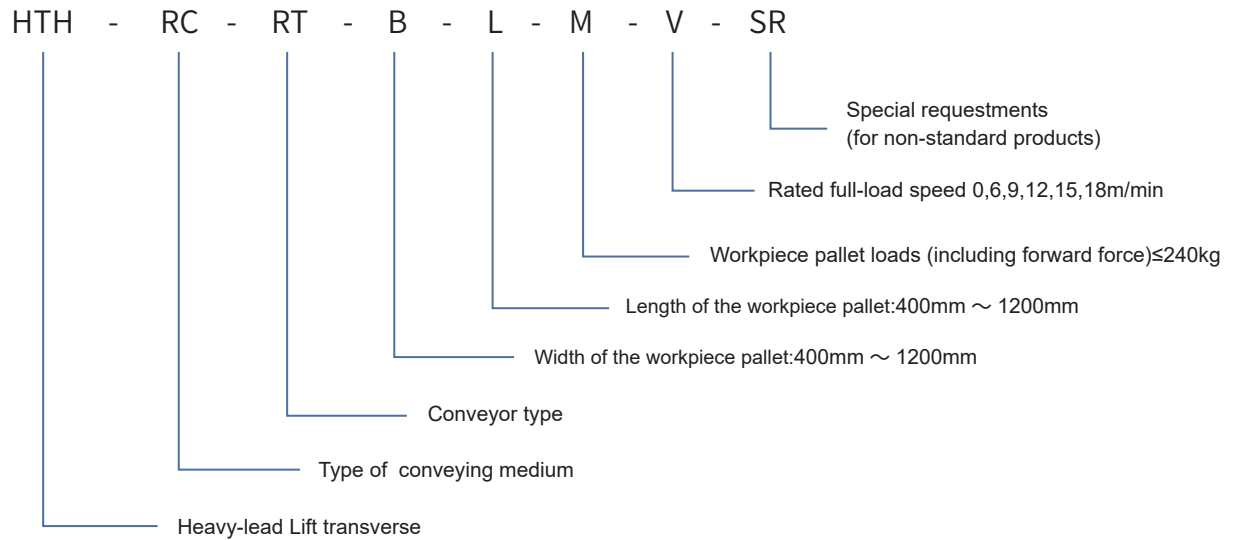 HTH - RC - RT - B - L - M - V - SR
Special requestments
(for non-standard products)
Rated full-load speed 0,6,9,12,15,18m/min
Workpiece pallet loads (including forward force)≤240kg
Length of the workpiece pallet:400mm ～ 1200mm
Width of the workpiece pallet:400mm ～ 1200mm
Conveyor type
Type of conveying medium
Heavy-lead Lift transverse